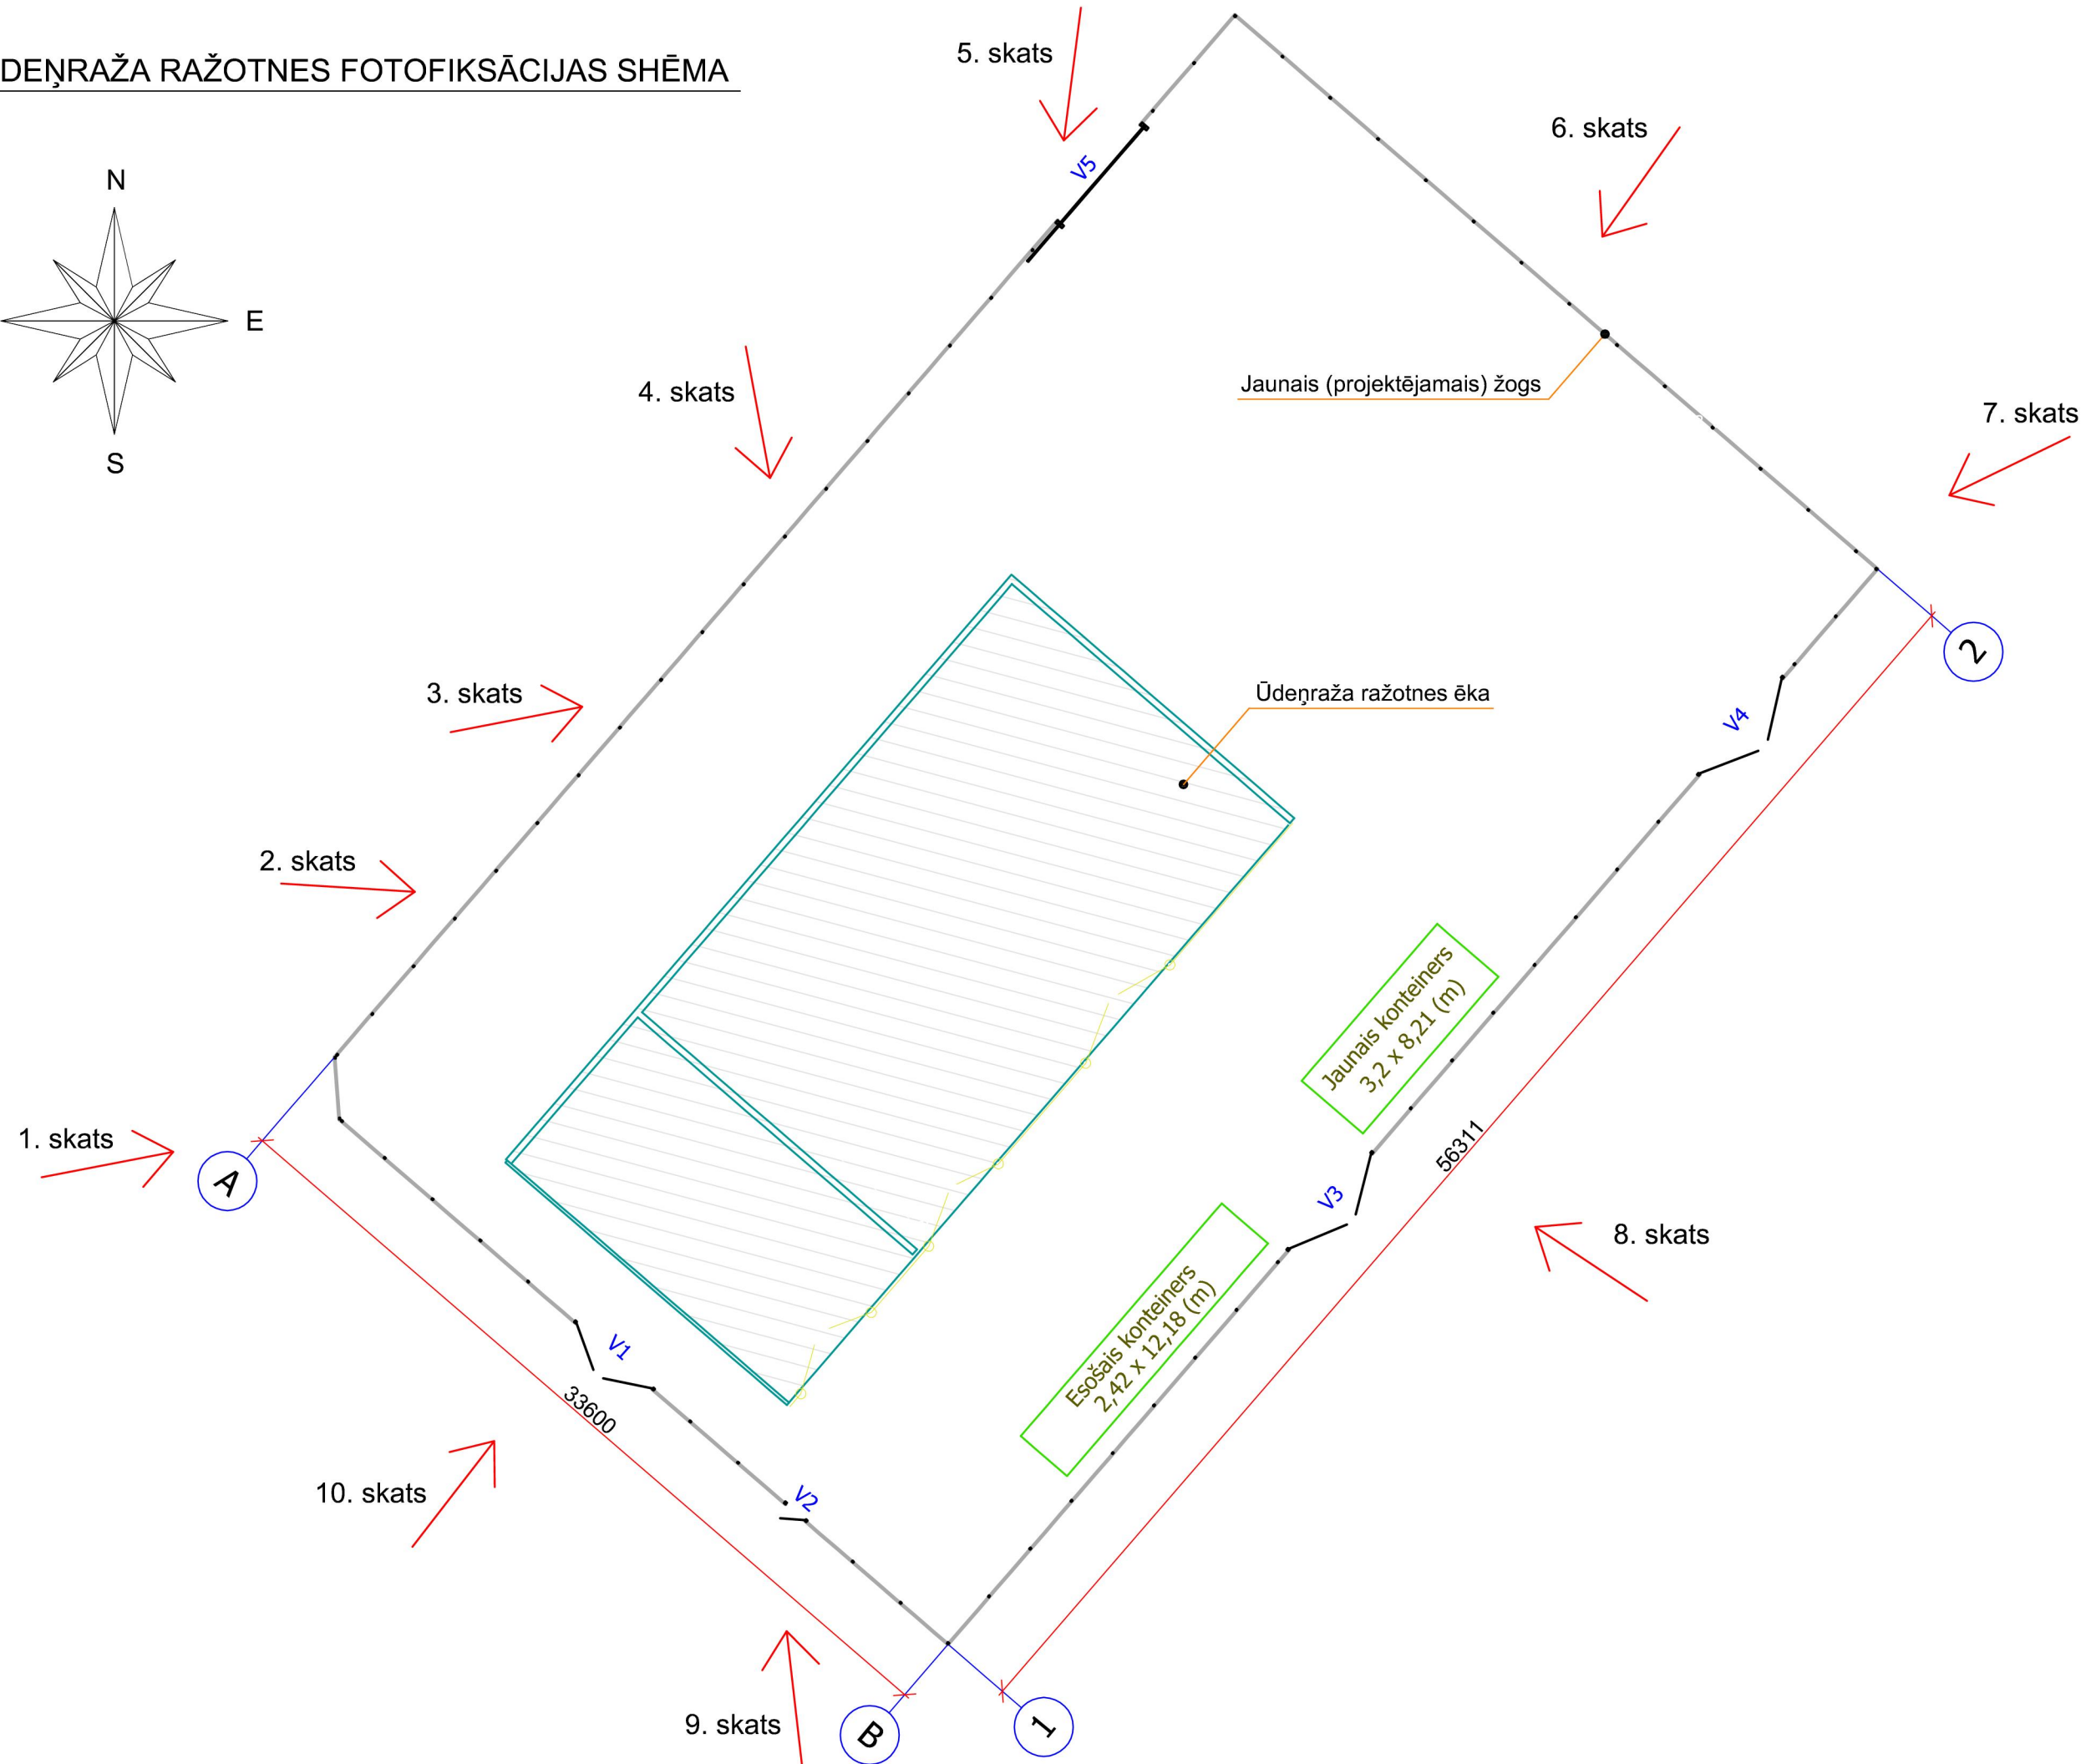 DEŅRAŽA RAŽOTNES FOTOFIKSĀCIJAS SHĒMA
5. skats
6. skats
N
V5
E
Jaunais (projektējamais) žogs
4. skats
7. skats
S
2
3. skats
Ūdeņraža ražotnes ēka
V4
2. skats
Jaunais konteiners
3,2 x 8,21 (m)
1. skats
56311
A
V3
8. skats
Esošais konteiners
2,42 x 12,18 (m)
V1
33600
10. skats
V2
9. skats
B
1